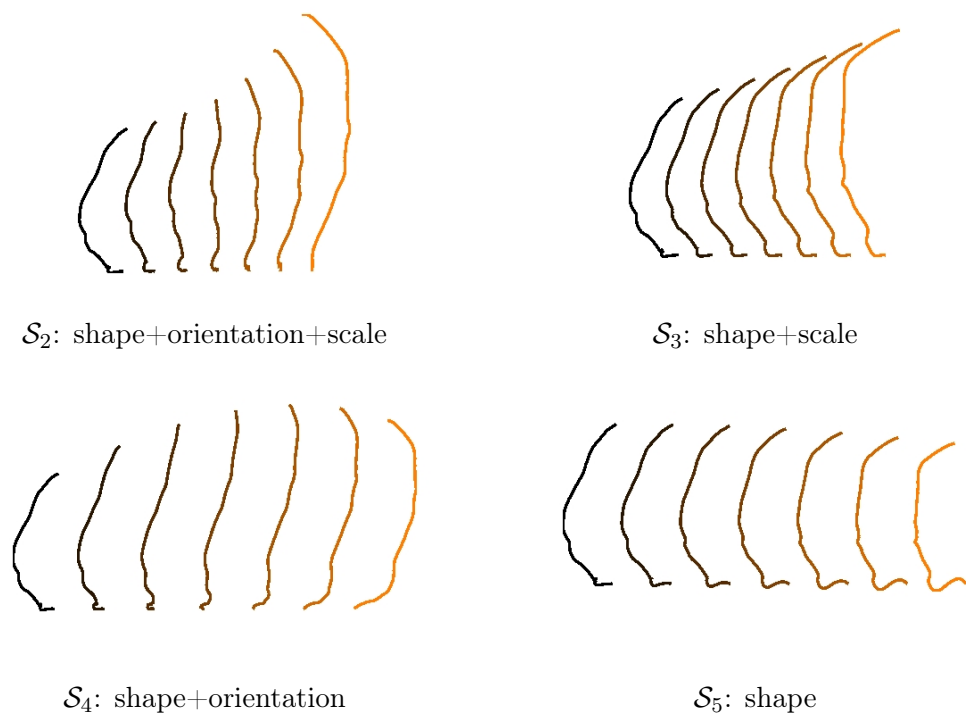 𝒮₂: shape+orientation+scale
𝒮₃: shape+scale
𝒮₄: shape+orientation
𝒮₅: shape